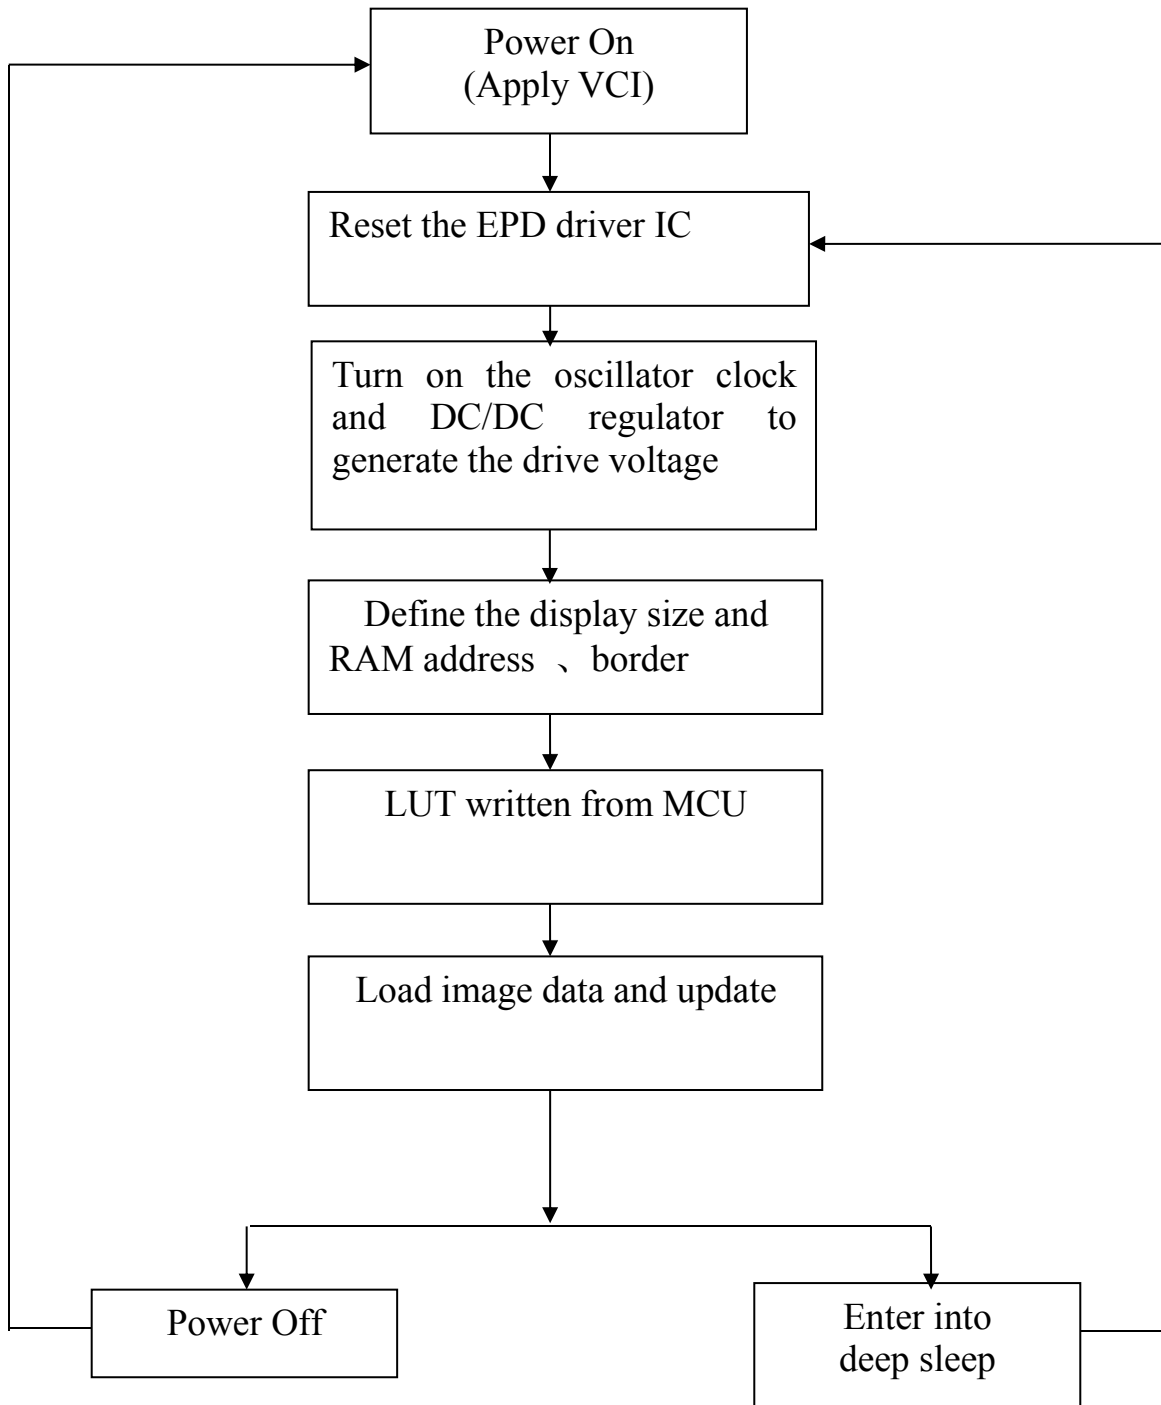 Power On
(Apply VCI)
Reset the EPD driver IC
Turn on the oscillator clock
and DC/DC regulator to
generate the drive voltage
Define the display size and
RAM address 、border
LUT written from MCU
Load image data and update
Power Off
Enter into
deep sleep